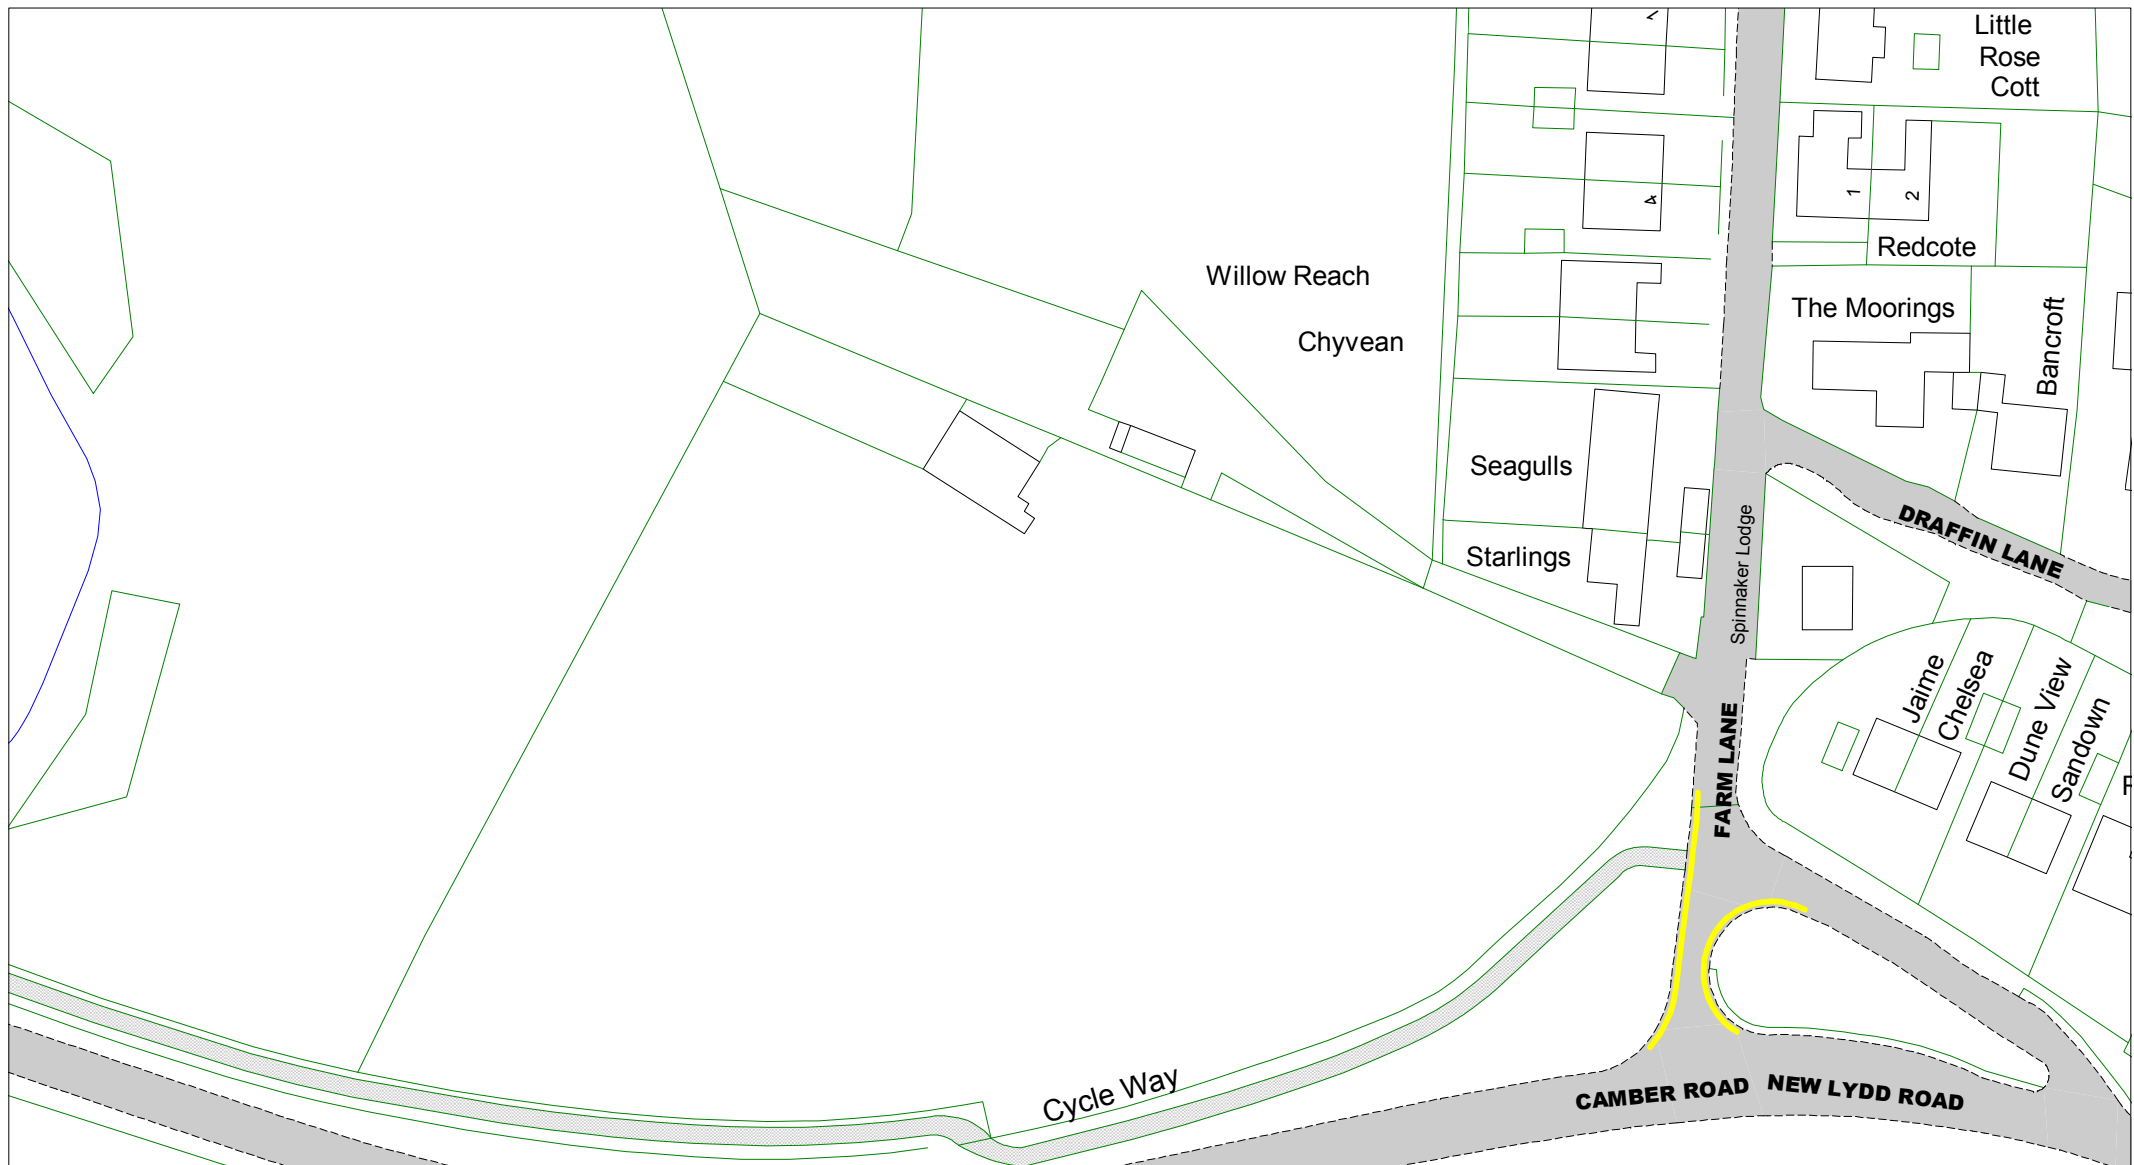 Little
Rose
Cott
1
2
4
Redcote
Willow Reach
The Moorings
Bancroft
Chyvean
Seagulls
Spinnaker Lodge
DRAFFIN LANE
Starlings
Jaime
Chelsea
Dune View
Sandown
FARM LANE
Cycle Way
CAMBER ROAD
NEW LYDD ROAD